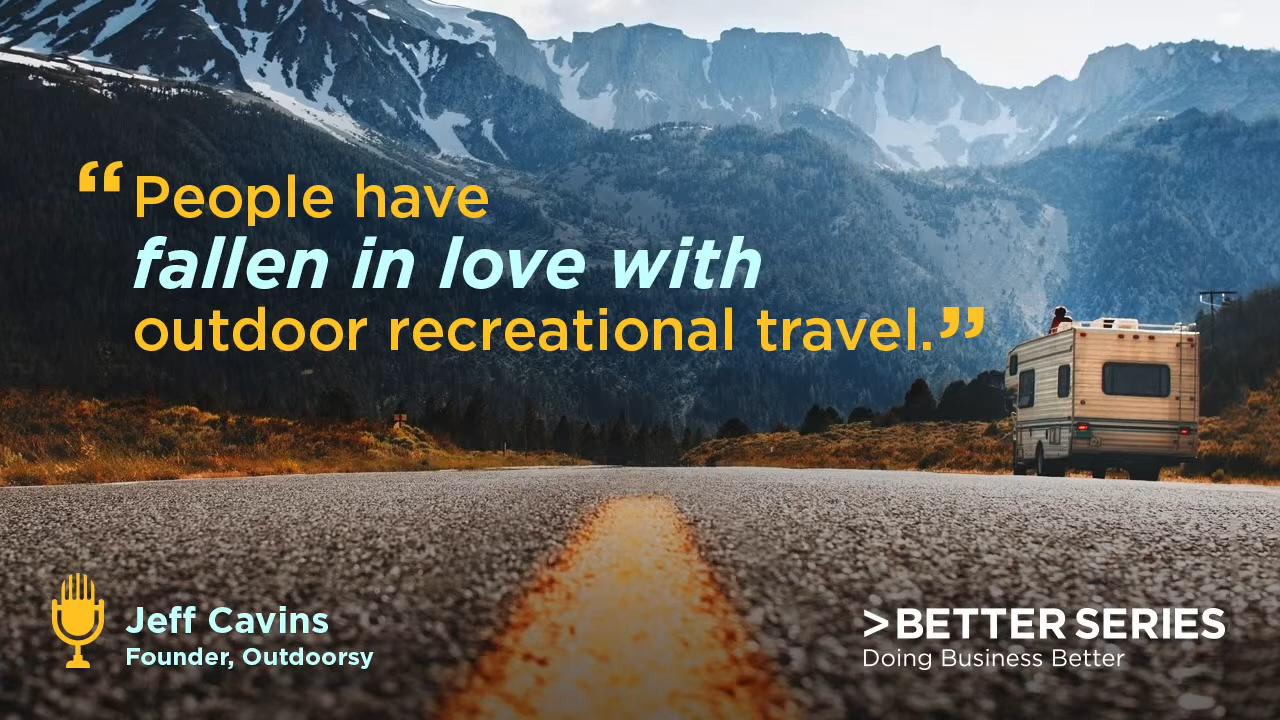 “People have
fallen in love with
outdoor recreational travel.”
Jeff Cavins
Founder, Outdoorsy
>BETTER SERIES
Doing Business Better